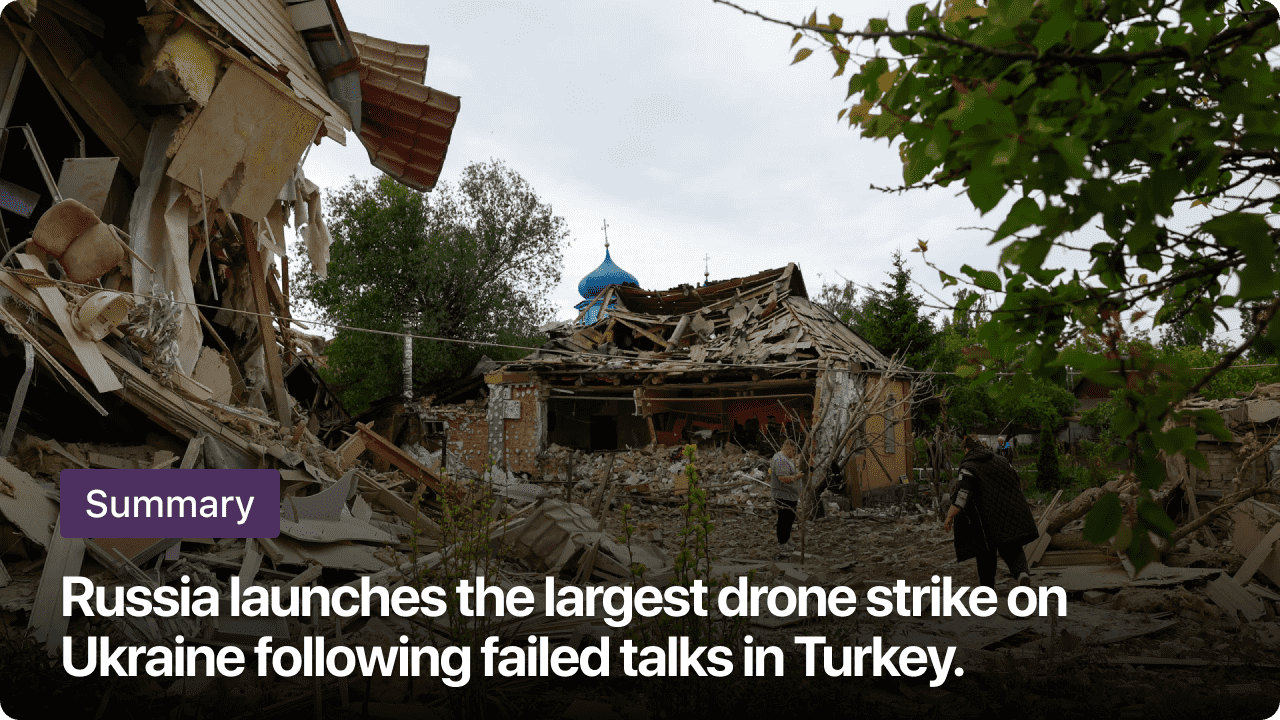 Summary
Russia launches the largest drone strike on
Ukraine following failed talks in Turkey.